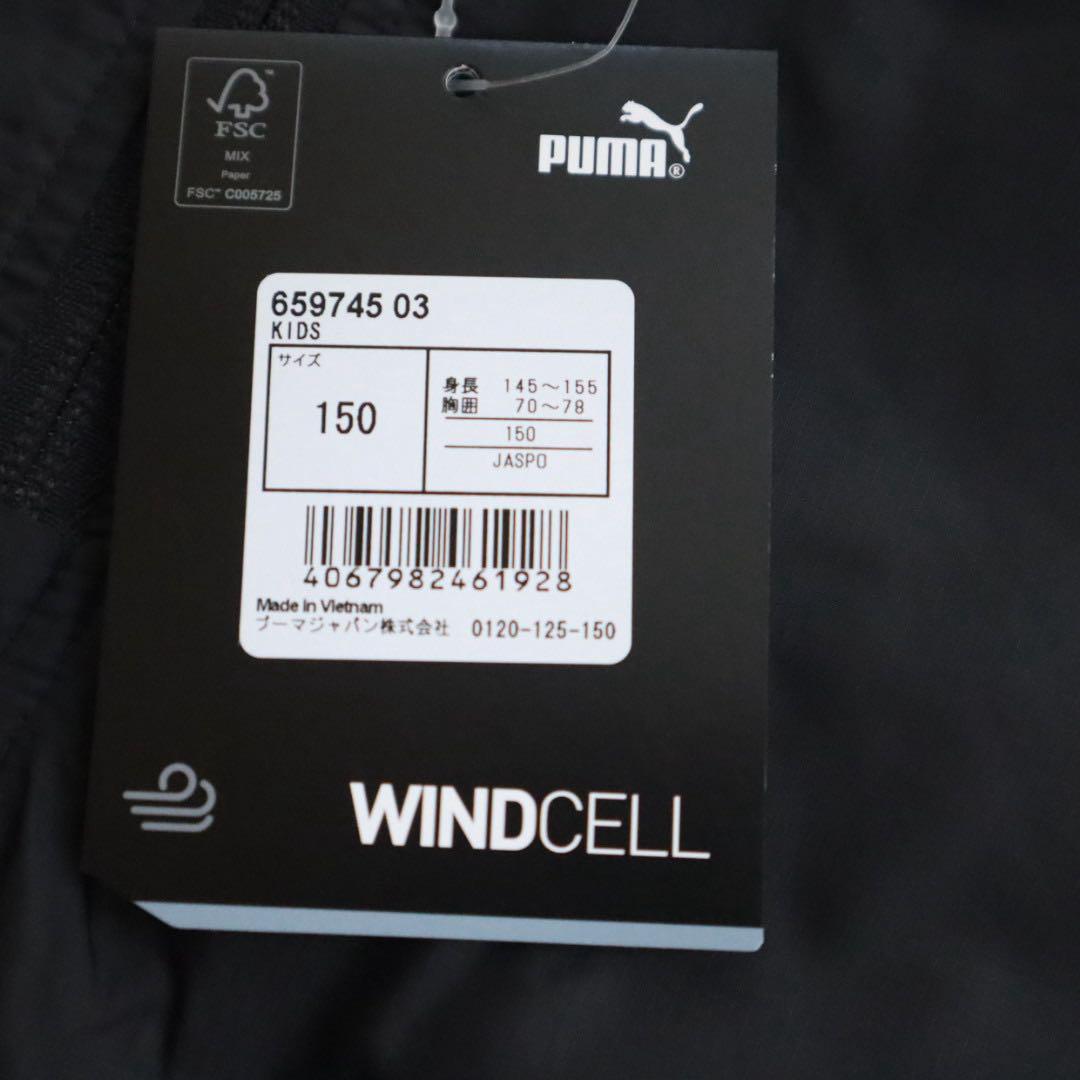 FSC
MIX
Paper
FSC™ C005725
PUMA®
659745 03
KIDS
サイズ
150
身長 145～155
胸囲 70～78
150
JASPO
4067982461928
Made in Vietnam
プーマジャパン株式会社 0120-125-150
WINDCELL